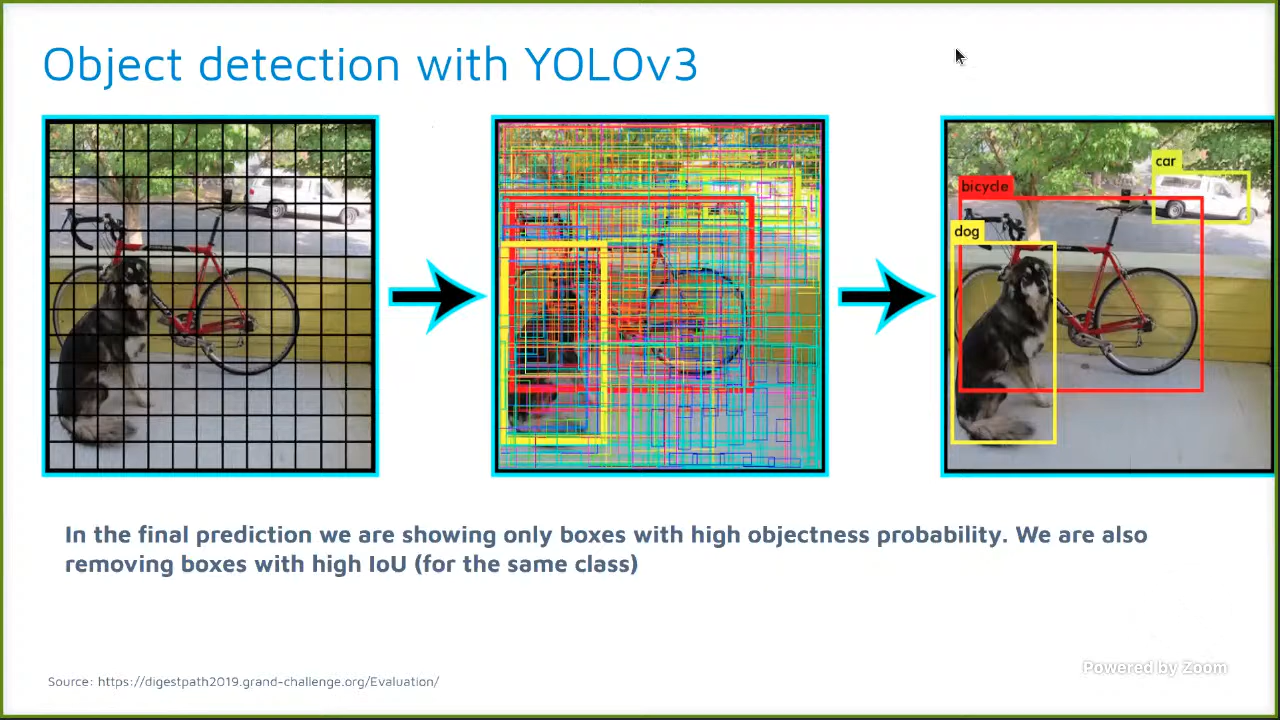 Object detection with YOLOv3
bicycle
dog
car
In the final prediction we are showing only boxes with high objectness probability. We are also
removing boxes with high IoU (for the same class)
Source: https://digestpath2019.grand-challenge.org/Evaluation/
Powered by Zoom